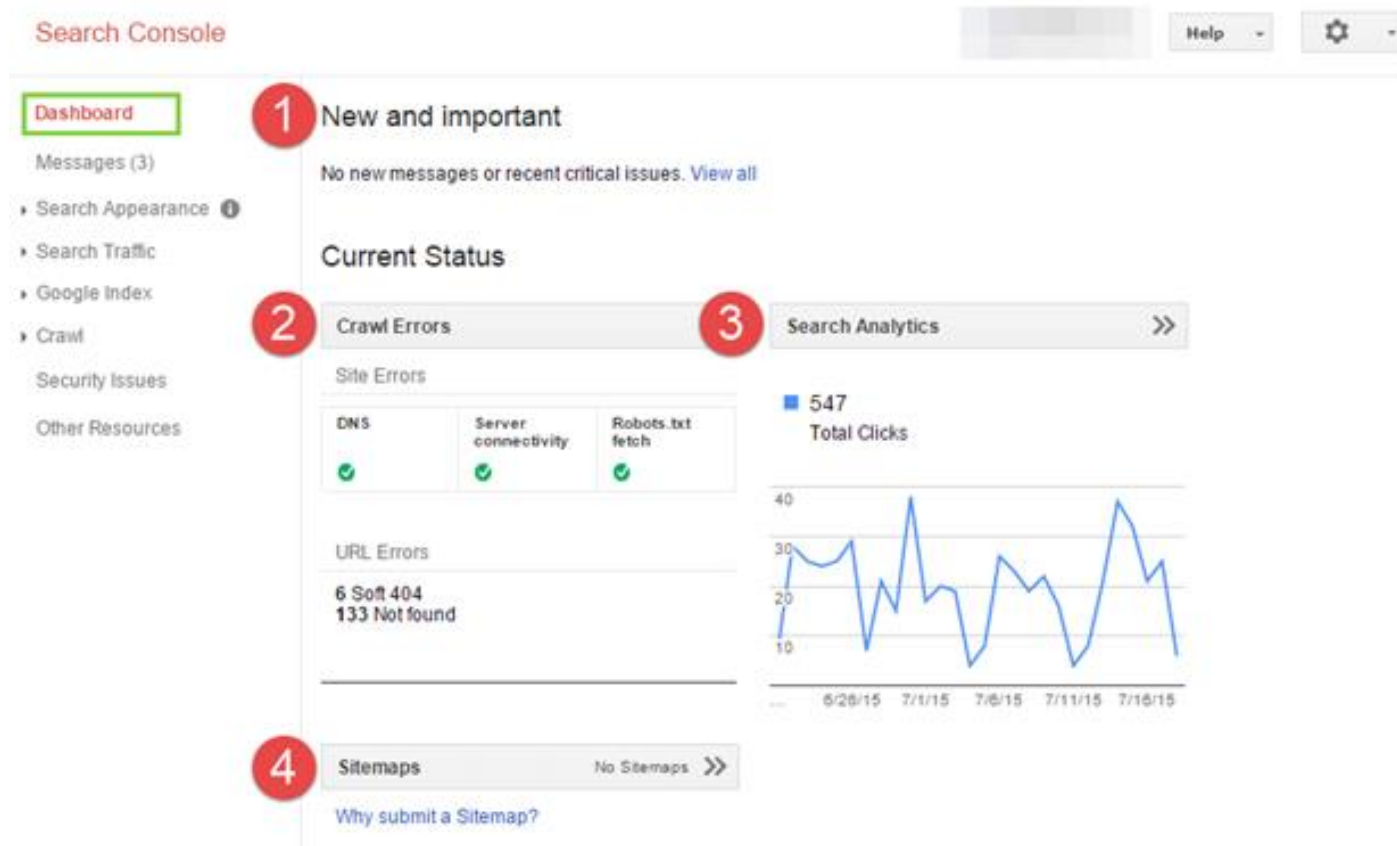 Search Console
Help
Dashboard
Messages (3)
Search Appearance
Search Traffic
Google Index
Crawl
Security Issues
Other Resources
1
New and important
No new messages or recent critical issues. View all
Current Status
2
Crawl Errors
Site Errors
DNS
Server
connectivity
Robots.txt
fetch
URL Errors
6 Soft 404
133 Not found
3
Search Analytics
547
Total Clicks
40
30
20
10
... 6/26/15 7/1/15 7/6/15 7/11/15 7/16/15
4
Sitemaps No Sitemaps
Why submit a Sitemap?